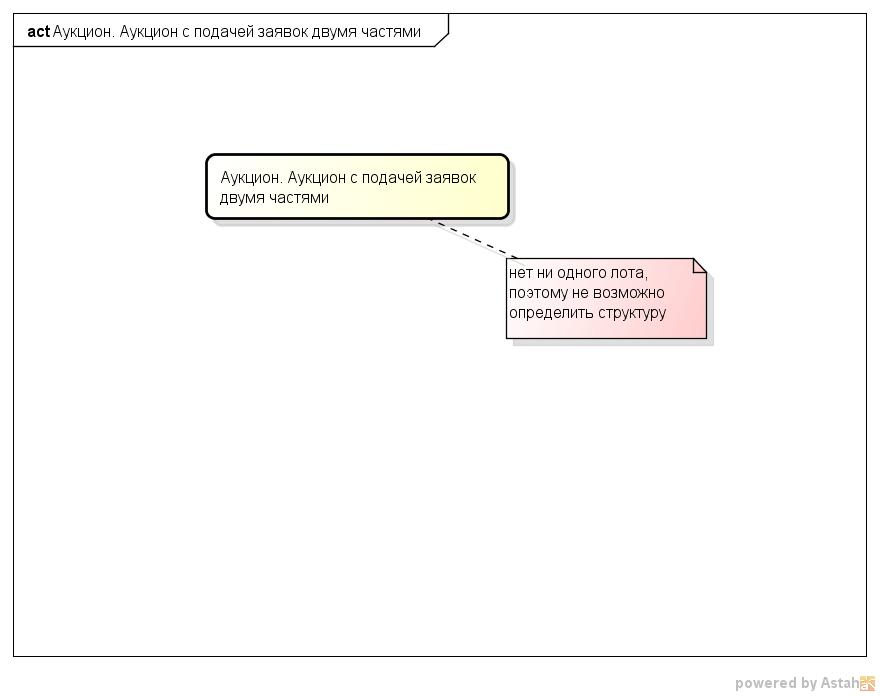 act Аукцион. Аукцион с подачей заявок двумя частями
Аукцион. Аукцион с подачей заявок
двумя частями
нет ни одного лота,
поэтому не возможно
определить структуру
powered by Astah